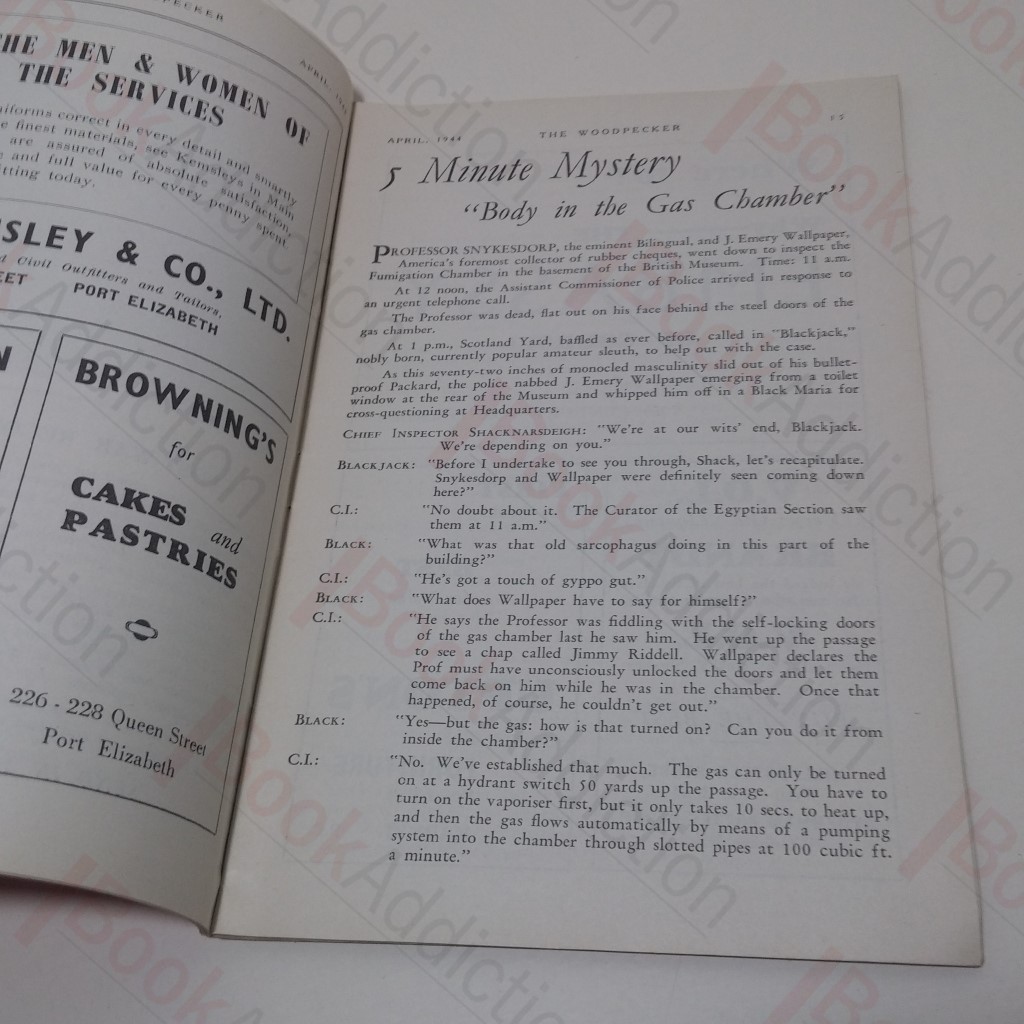 PECKER
APRIL, 194
THE MEN & WOMEN OF
THE SERVICES
niforms correct in every detail and smartly
e finest materials, see Kemsleys in Main
are assured of absolute satisfaction,
e and full value for every penny spent
itting today.
SLEY & CO., LTD.
d Civil Outfitters and Tailors,
EET PORT ELIZABETH
N
BROWNING'S
for
CAKES and
PASTRIES
226 - 228 Queen Street
Port Elizabeth
APRIL, 1944 THE WOODPECKER
5 Minute Mystery
"Body in the Gas Chamber"
PROFESSOR SNYKESDORP, the eminent Bilingual, and J. Emery Wallpaper,
America's foremost collector of rubber cheques, went down to inspect the
Fumigation Chamber in the basement of the British Museum. Time: 11 a.m.
At 12 noon, the Assistant Commissioner of Police arrived in response to
an urgent telephone call.
The Professor was dead, flat out on his face behind the steel doors of the
gas chamber.
At 1 p.m., Scotland Yard, baffled as ever before, called in "Blackjack,"
nobly born, currently popular amateur sleuth, to help out with the case.
As this seventy-two inches of monocled masculinity slid out of his bullet-
proof Packard, the police nabbed J. Emery Wallpaper emerging from a toilet
window at the rear of the Museum and whipped him off in a Black Maria for
cross-questioning at Headquarters.
CHIEF INSPECTOR SHACKNARSDEIGH: "We're at our wits' end, Blackjack.
We're depending on you."
BLACKJACK: "Before I undertake to see you through, Shack, let's recapitulate.
Snykesdorp and Wallpaper were definitely seen coming down
here?"
C.I.: "No doubt about it. The Curator of the Egyptian Section saw
them at 11 a.m."
BLACK: "What was that old sarcophagus doing in this part of the
building?"
C.I.: "He's got a touch of gyppo gut."
BLACK: "What does Wallpaper have to say for himself?"
C.I.: "He says the Professor was fiddling with the self-locking doors
of the gas chamber last he saw him. He went up the passage
to see a chap called Jimmy Riddell. Wallpaper declares the
Prof must have unconsciously unlocked the doors and let them
come back on him while he was in the chamber. Once that
happened, of course, he couldn't get out."
BLACK: "Yes—but the gas: how is that turned on? Can you do it from
inside the chamber?"
C.I.: "No. We've established that much. The gas can only be turned
on at a hydrant switch 50 yards up the passage. You have to
turn on the vaporiser first, but it only takes 10 secs. to heat up,
and then the gas flows automatically by means of a pumping
system into the chamber through slotted pipes at 100 cubic ft.
a minute."
BookAddiction